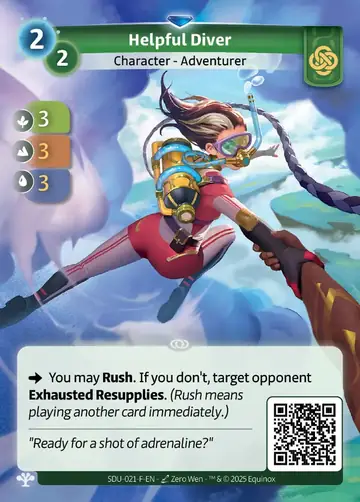 2
Helpful Diver
2
Character - Adventurer
3
3
3
➜ You may Rush. If you don't, target opponent
Exhausted Resupplies. (Rush means
playing another card immediately.)
"Ready for a shot of adrenaline?"
SDU-021-F-EN - Zero Wen - ™ & © 2025 Equinox